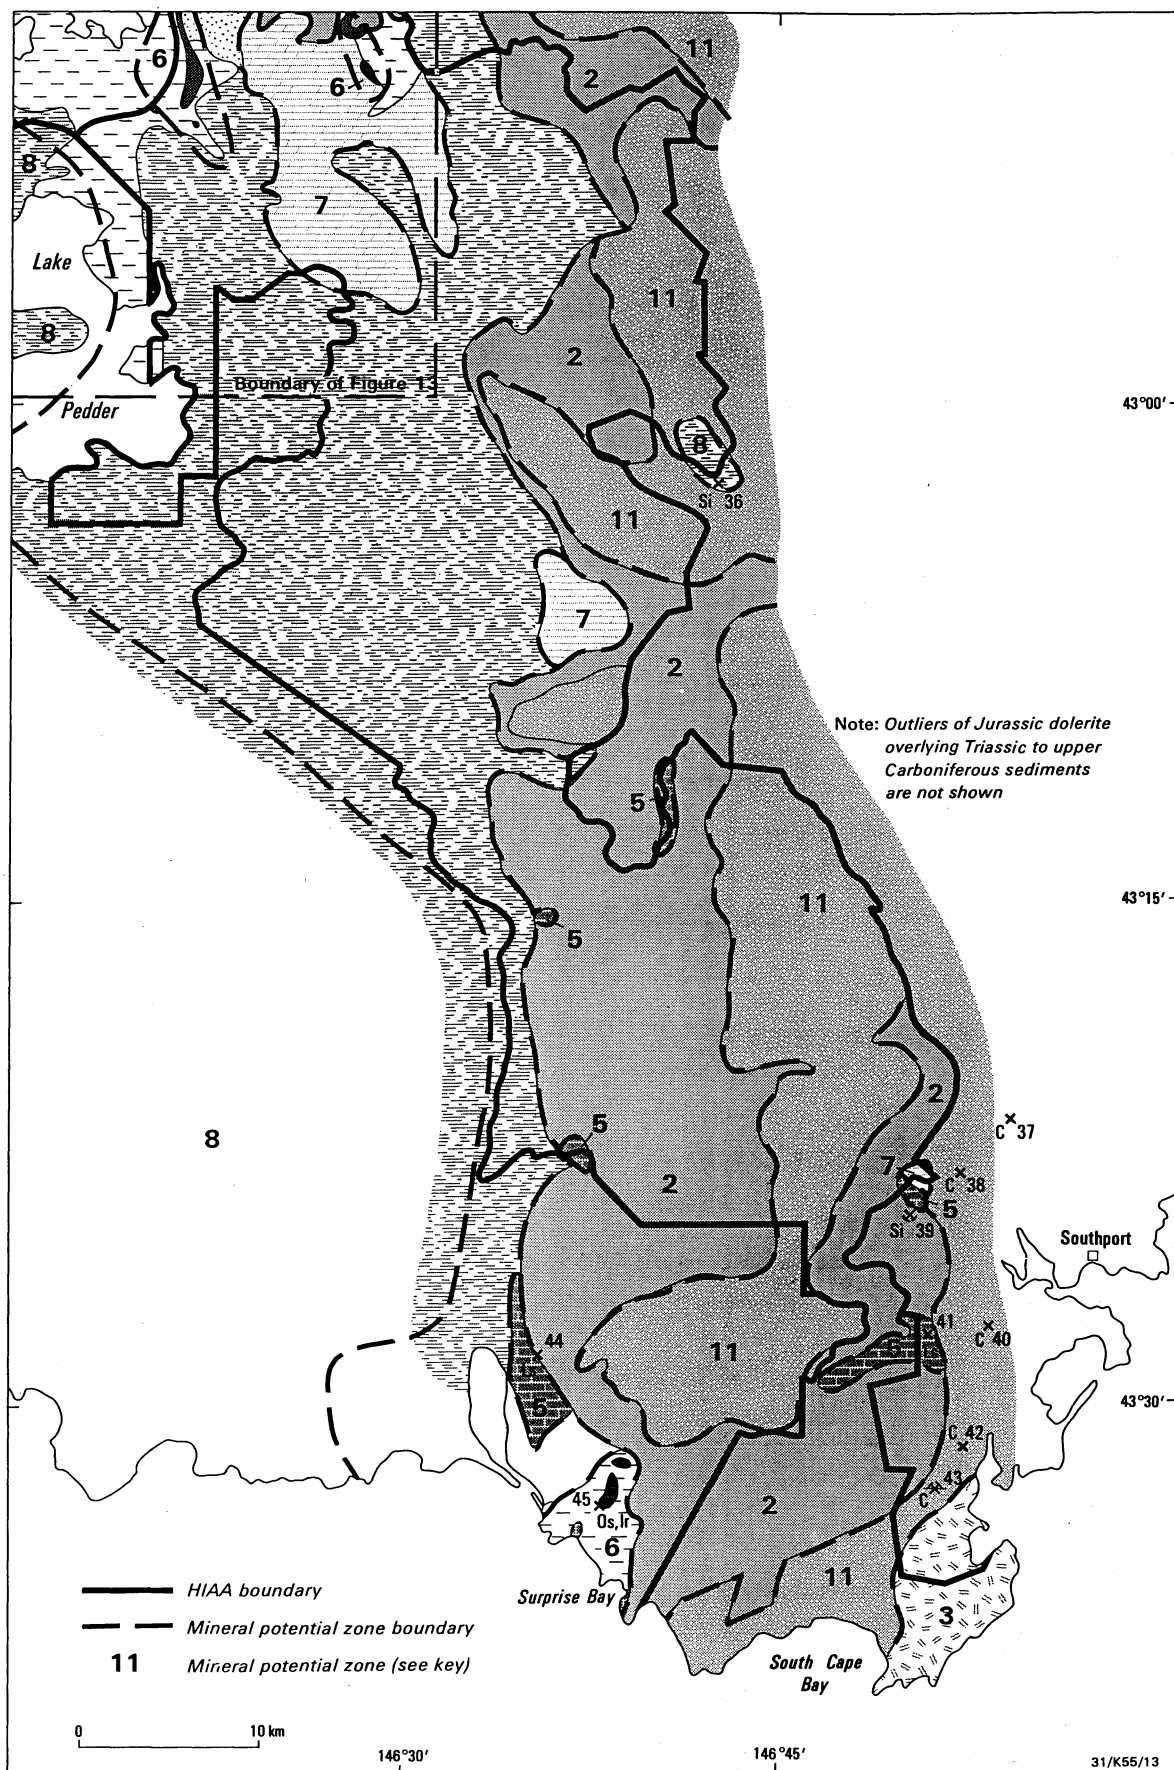 11
6
2
6
8
7
Lake
11
8
2
Boundary of Figure 13
43°00′
Pedder
8
Si 36
11
7
2
Note: Outliers of Jurassic dolerite
overlying Triassic to upper
Carboniferous sediments
are not shown
5
43°15′
11
5
2
5
C 37
8
7
2
C 38
5
Si 39
Southport
41
C 40
44
11
5
Ls
Ls
5
43°30′
C 42
C 43
45
2
Os, Ir
6
11
HIAA boundary
Surprise Bay
3
Mineral potential zone boundary
11 Mineral potential zone (see key)
South Cape
Bay
0 10 km
146°30′
146°45′
31/K55/13